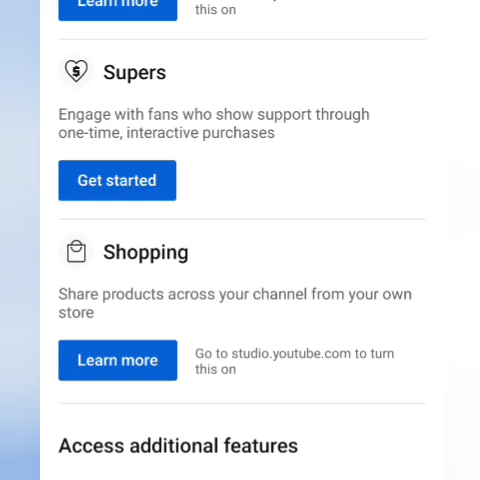 Learn more
this on
Supers
Engage with fans who show support through
one-time, interactive purchases
Get started
Shopping
Share products across your channel from your own
store
Learn more
Go to studio.youtube.com to turn
this on
Access additional features